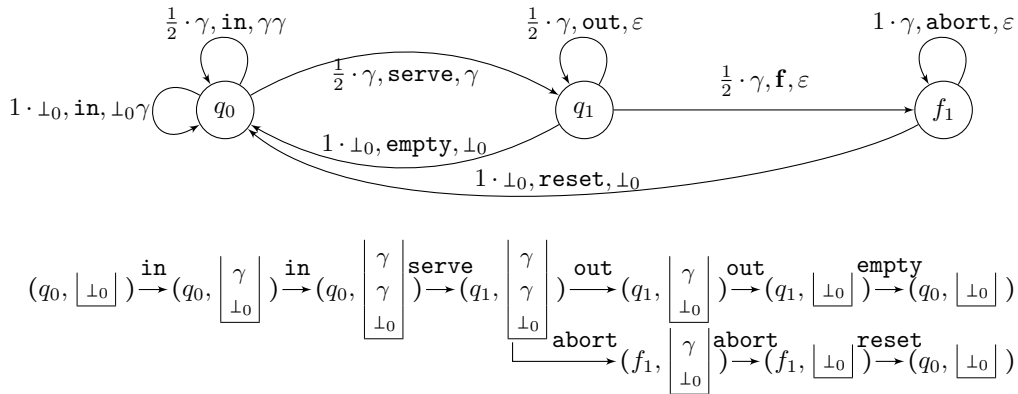 ½ · γ, in, γγ
½ · γ, out, ε
1 · γ, abort, ε
½ · γ, serve, γ
½ · γ, f, ε
1 · ⊥₀, in, ⊥₀γ
q₀
q₁
f₁
1 · ⊥₀, empty, ⊥₀
1 · ⊥₀, reset, ⊥₀
in in serve out out empty
(q₀, ⊥₀) (q₀, γ ⊥₀) (q₀, γ γ ⊥₀) (q₁, γ γ ⊥₀) (q₁, γ ⊥₀) (q₁, ⊥₀) (q₀, ⊥₀)
abort abort reset
(f₁, γ ⊥₀) (f₁, ⊥₀) (q₀, ⊥₀)